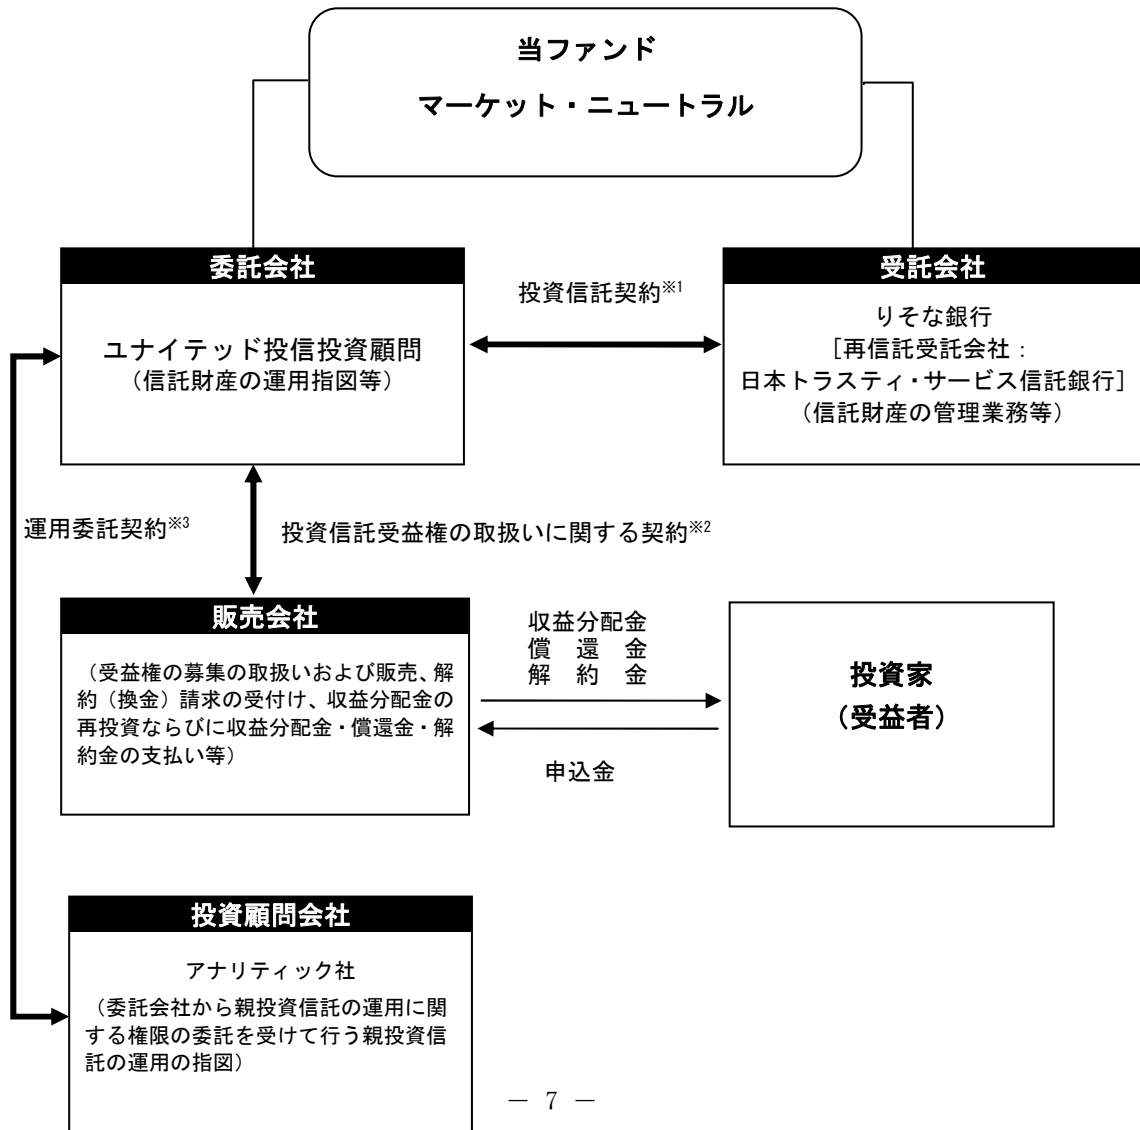 当ファンド
マーケット・ニュートラル
委託会社
ユナイテッド投信投資顧問
（信託財産の運用指図等）
投資信託契約※1
受託会社
りそな銀行
［再信託受託会社：
日本トラスティ・サービス信託銀行］
（信託財産の管理業務等）
運用委託契約※3
投資信託受益権の取扱いに関する契約※2
販売会社
（受益権の募集の取扱いおよび販売、解
約（換金）請求の受付け、収益分配金の
再投資ならびに収益分配金・償還金・解
約金の支払い等）
収益分配金
償　還　金
解　約　金
申込金
投資家
（受益者）
投資顧問会社
アナリティック社
（委託会社から親投資信託の運用に関
する権限の委託を受けて行う親投資信
託の運用の指図）
－ 7 －